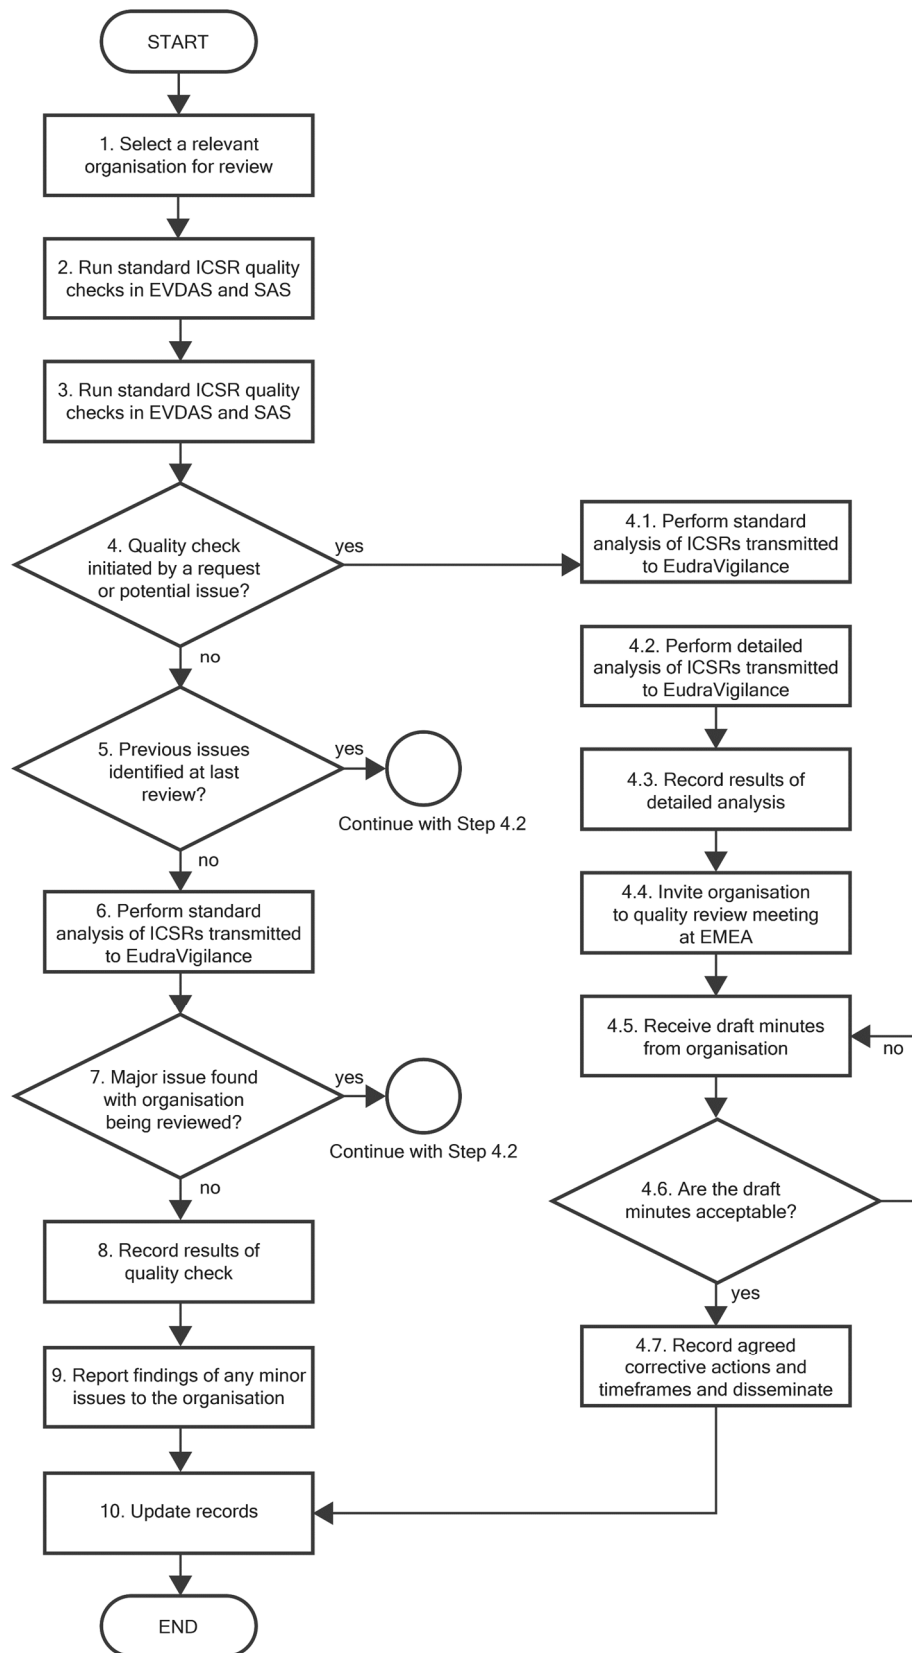 START
1. Select a relevant
organisation for review
2. Run standard ICSR quality
checks in EVDAS and SAS
3. Run standard ICSR quality
checks in EVDAS and SAS
4. Quality check
initiated by a request
or potential issue?
yes
no
5. Previous issues
identified at last
review?
yes
Continue with Step 4.2
no
6. Perform standard
analysis of ICSRs transmitted
to EudraVigilance
7. Major issue found
with organisation
being reviewed?
yes
Continue with Step 4.2
no
8. Record results of
quality check
9. Report findings of any minor
issues to the organisation
10. Update records
END
4.1. Perform standard
analysis of ICSRs transmitted
to EudraVigilance
4.2. Perform detailed
analysis of ICSRs transmitted
to EudraVigilance
4.3. Record results of
detailed analysis
4.4. Invite organisation
to quality review meeting
at EMEA
4.5. Receive draft minutes
from organisation
no
4.6. Are the draft
minutes acceptable?
yes
4.7. Record agreed
corrective actions and
timeframes and disseminate